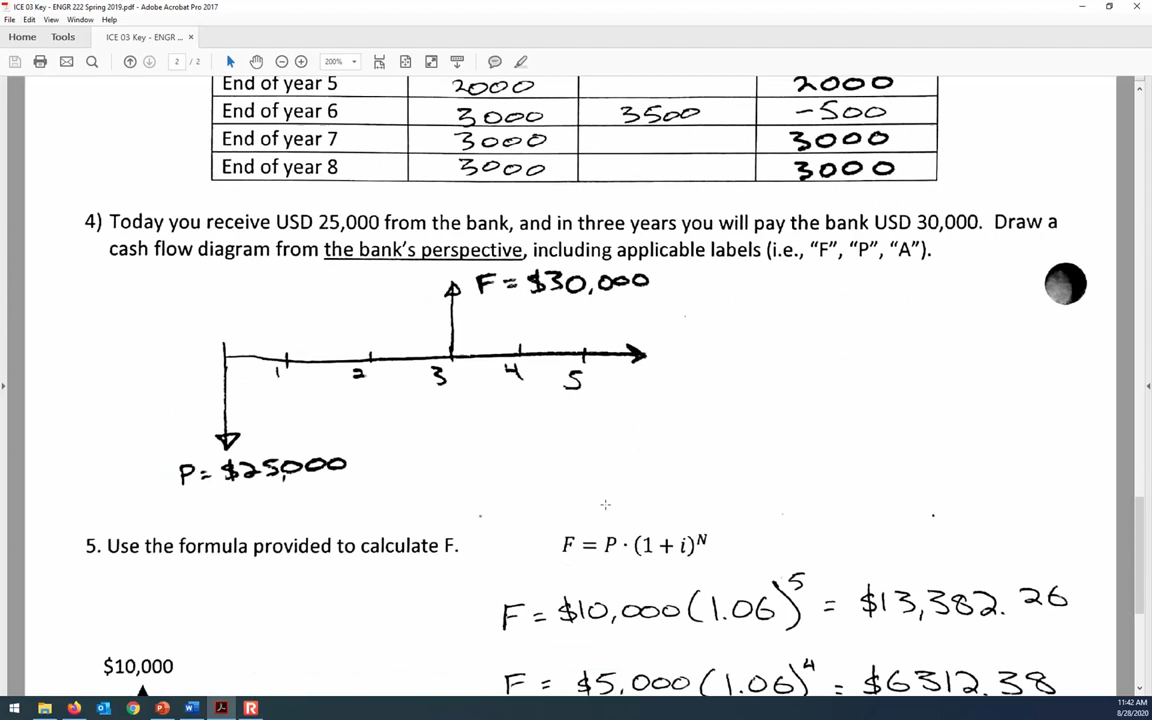 ICE 03 Key - ENGR 222 Spring 2019.pdf - Adobe Acrobat Pro 2017
File Edit View Window Help
Home Tools ICE 03 Key - ENGR ... ×
2 / 2 200%
End of year 5 2000 2000
End of year 6 3000 3500 -500
End of year 7 3000 3000
End of year 8 3000 3000
4) Today you receive USD 25,000 from the bank, and in three years you will pay the bank USD 30,000. Draw a
cash flow diagram from the bank's perspective, including applicable labels (i.e., "F", "P", "A").
F = $30,000
1 2 3 4 5
P = $25,000
5. Use the formula provided to calculate F. F = P · (1 + i)^N
F = $10,000 (1.06)^5 = $13,382.26
$10,000
F = $5,000 (1.06)^4 = $6312.38
11:42 AM
8/28/2020